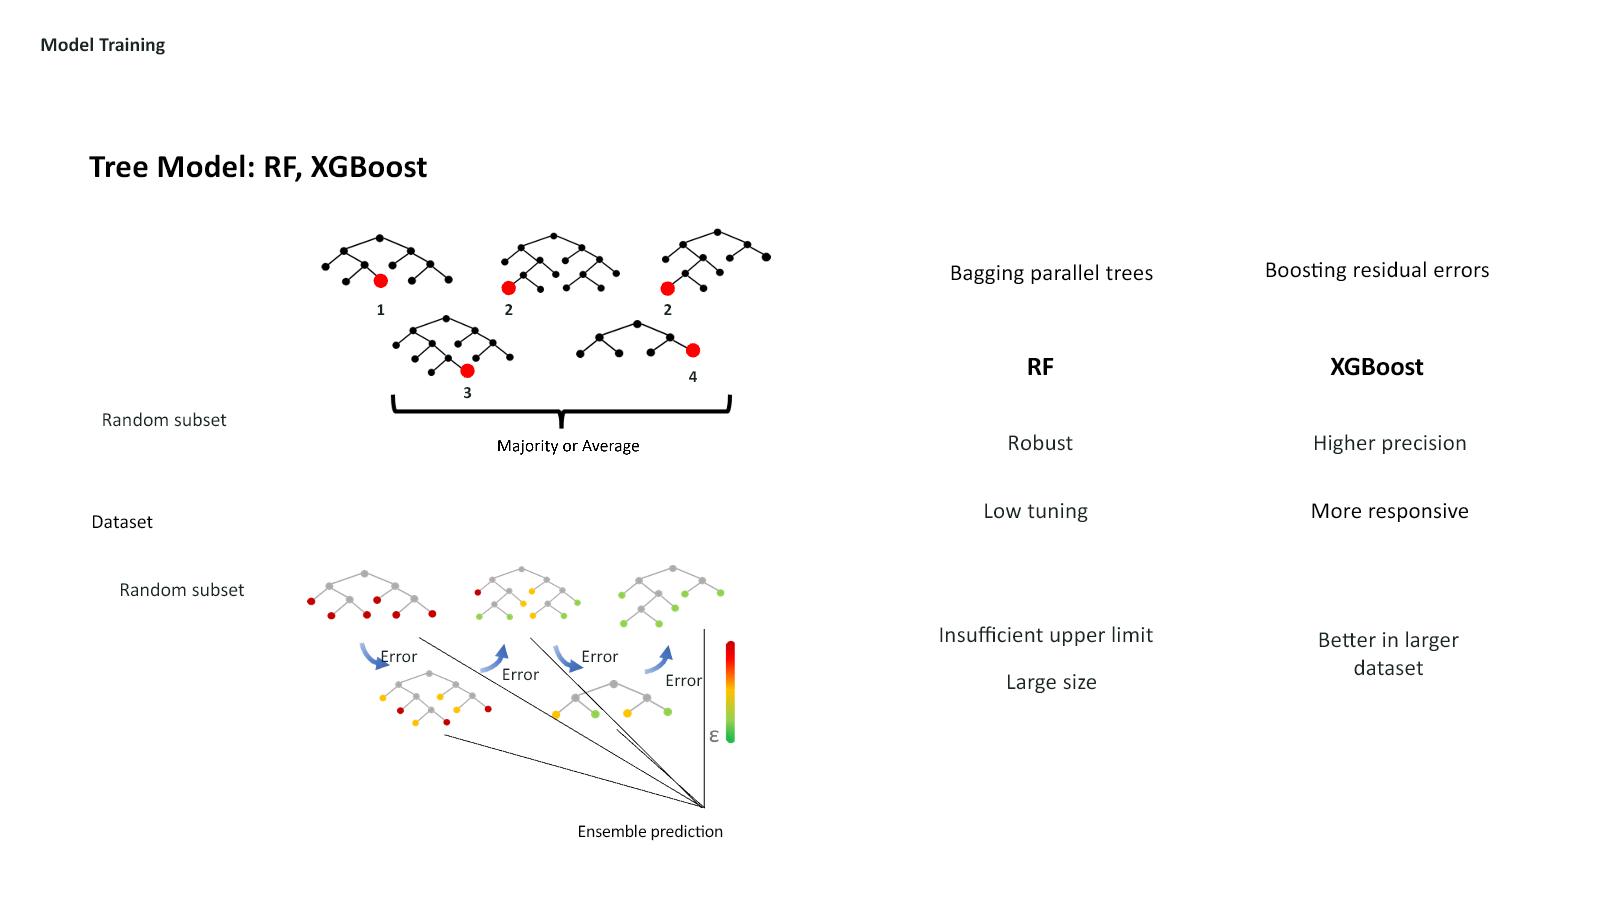 Model Training
Tree Model: RF, XGBoost
1
2
2
3
4
Random subset
Majority or Average
Dataset
Random subset
Error
Error
Error
Error
ε
Ensemble prediction
Bagging parallel trees
Boosting residual errors
RF
XGBoost
Robust
Higher precision
Low tuning
More responsive
Insufficient upper limit
Better in larger
dataset
Large size